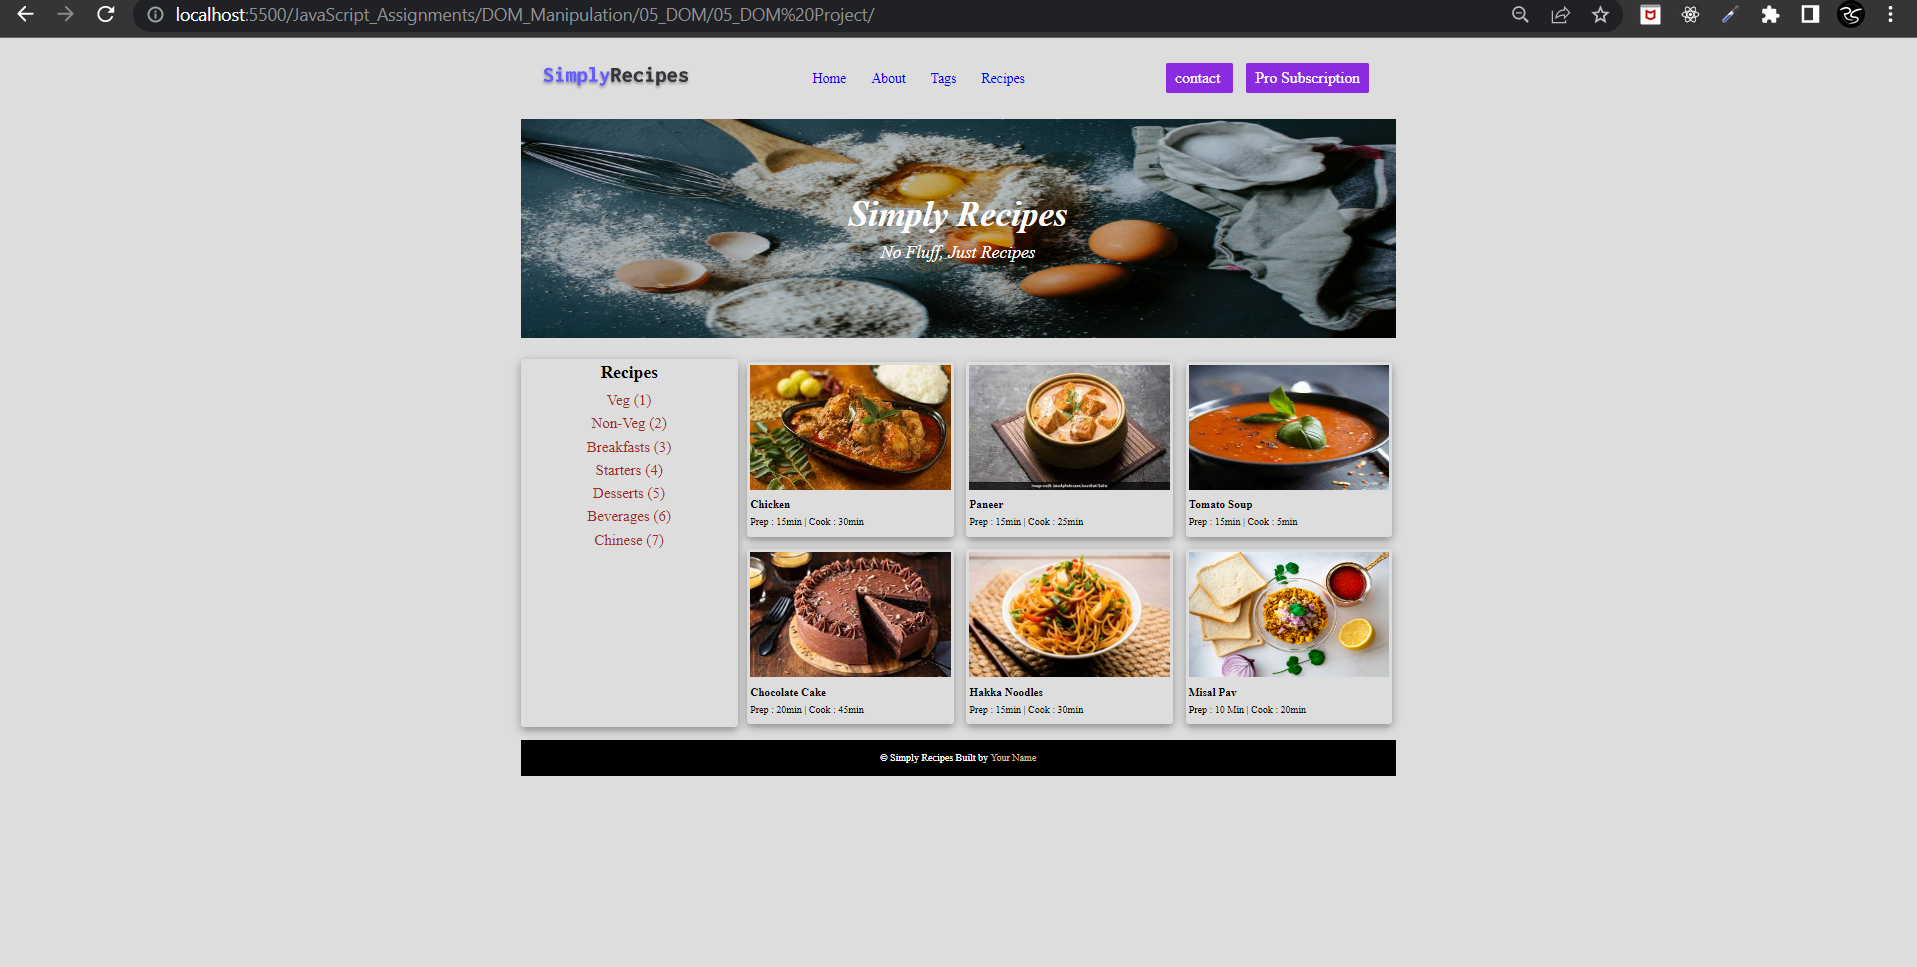 localhost:5500/JavaScript_Assignments/DOM_Manipulation/05_DOM/05_DOM%20Project/
SimplyRecipes
Home About Tags Recipes
contact Pro Subscription
Simply Recipes
No Fluff, Just Recipes
Recipes
Veg (1)
Non-Veg (2)
Breakfasts (3)
Starters (4)
Desserts (5)
Beverages (6)
Chinese (7)
Chicken
Prep : 15min | Cook : 30min
Paneer
Prep : 15min | Cook : 25min
Tomato Soup
Prep : 15min | Cook : 5min
Chocolate Cake
Prep : 20min | Cook : 45min
Hakka Noodles
Prep : 15min | Cook : 30min
Misal Pav
Prep : 10 Min | Cook : 20min
© Simply Recipes Built by Your Name